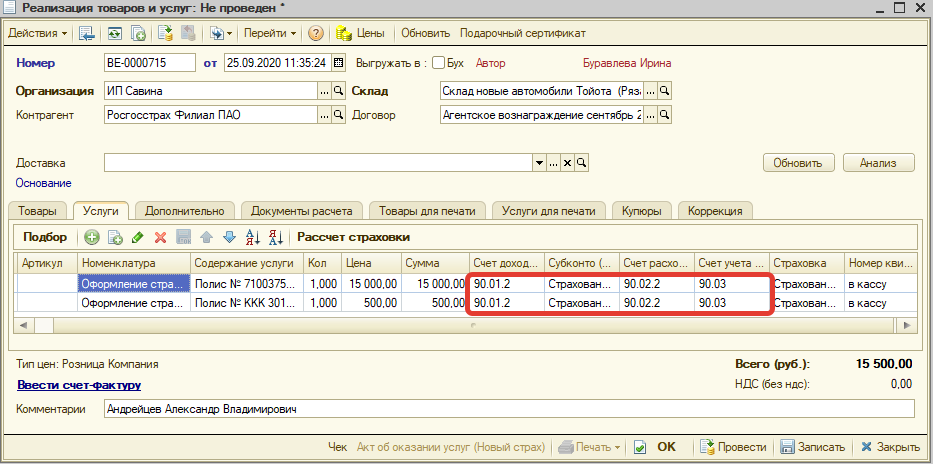 Реализация товаров и услуг: Не проведен *
Действия Перейти Цены Обновить Подарочный сертификат
Номер ВЕ-0000715 от 25.09.2020 11:35:24 Выгружать в : Бух Автор Буравлева Ирина
Организация ИП Савина Склад Склад новые автомобили Тойота (Ряз
Контрагент Росгосстрах Филиал ПАО Договор Агентское вознаграждение сентябрь 2
Доставка Обновить Анализ
Основание
Товары Услуги Дополнительно Документы расчета Товары для печати Услуги для печати Купюры Коррекция
Подбор Рассчет страховки
Артикул Номенклатура Содержание услуги Кол Цена Сумма Счет доход... Субконто (... Счет расхо... Счет учета ... Страховка Номер кви...
Оформление стра... Полис № 7100375... 1,000 15 000,00 15 000,00 90.01.2 Страхован... 90.02.2 90.03 Страхован... в кассу
Оформление стра... Полис № ККК 301... 1,000 500,00 500,00 90.01.2 Страхован... 90.02.2 90.03 Страхован... в кассу
Тип цен: Розница Компания Всего (руб.): 15 500,00
Ввести счет-фактуру НДС (без ндс): 0,00
Комментарии Андрейцев Александр Владимирович
Чек Акт об оказании услуг (Новый страх) Печать OK Провести Записать Закрыть